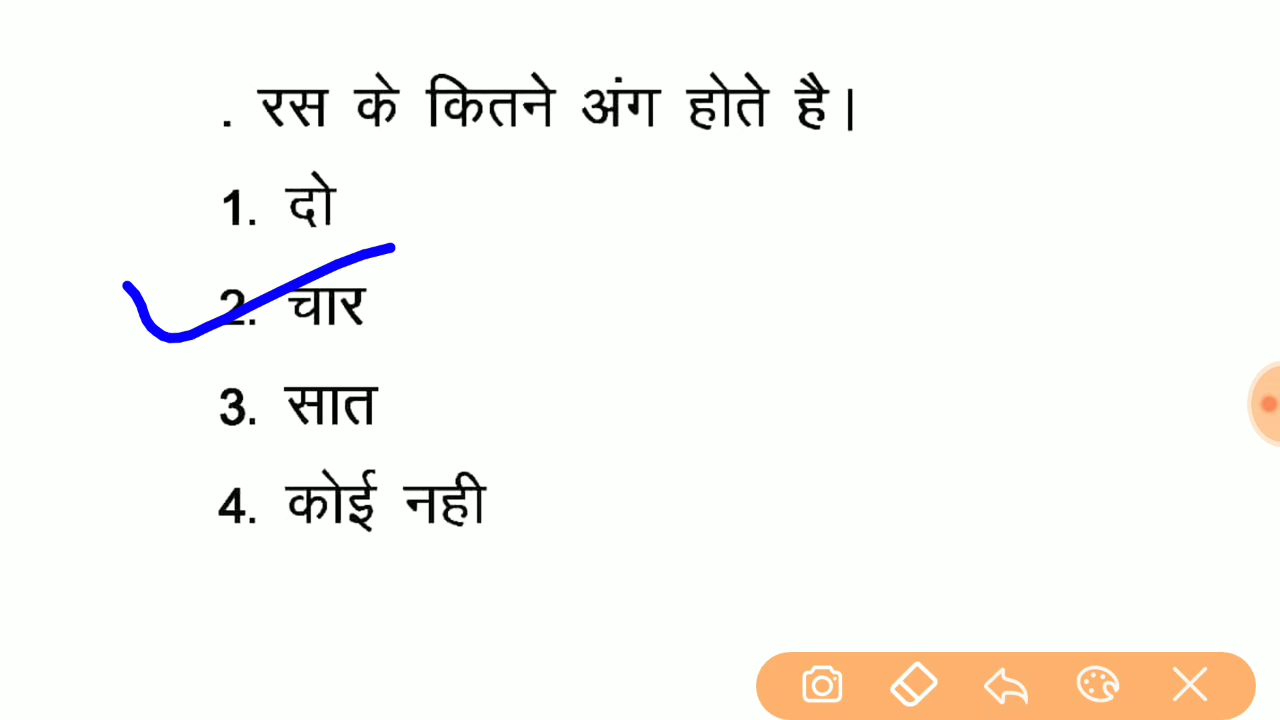 . रस के कितने अंग होते है।
1. दो
2. चार
3. सात
4. कोई नही